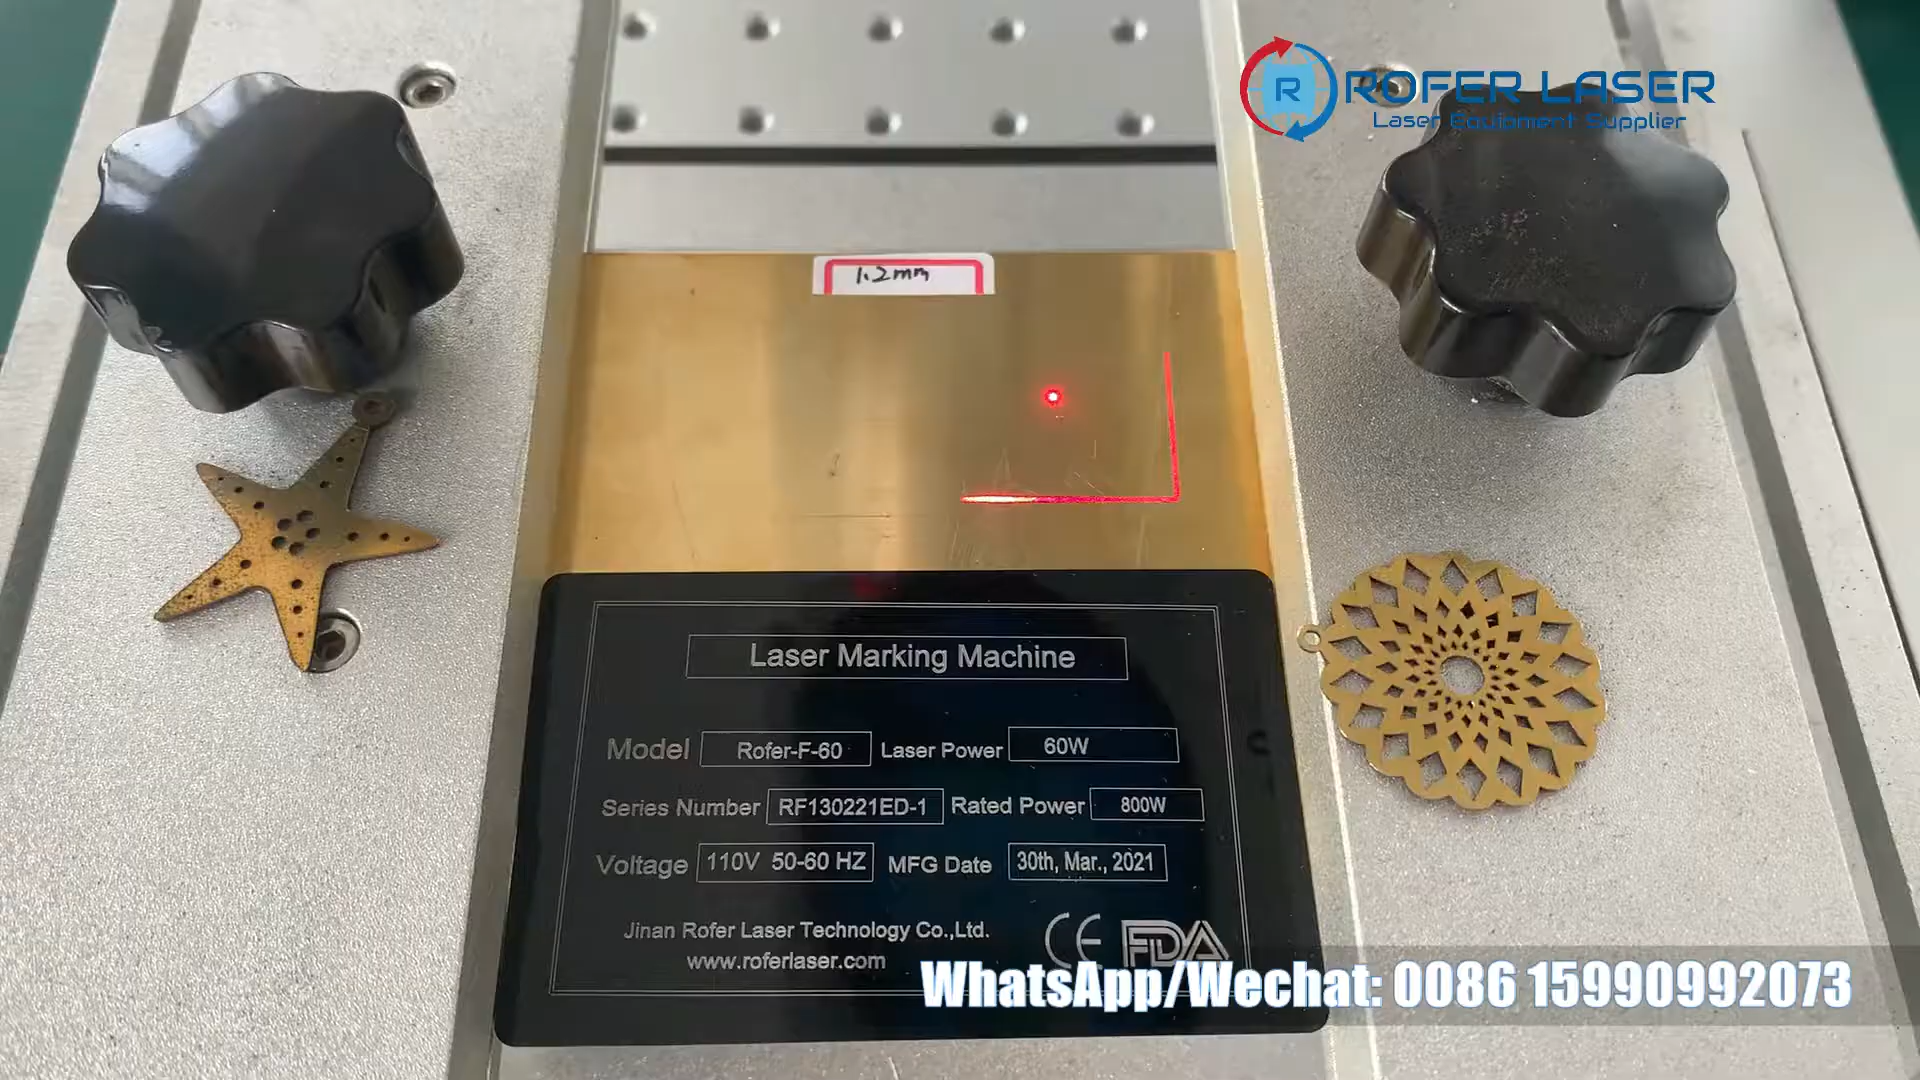 R ROFER LASER
Laser Equipment Supplier
1.2mm
Laser Marking Machine
Model Rofer-F-60 Laser Power 60W
Series Number RF130221ED-1 Rated Power 800W
Voltage 110V 50-60 HZ MFG Date 30th, Mar., 2021
Jinan Rofer Laser Technology Co.,Ltd.
www.roferlaser.com
CE FDA
WhatsApp/Wechat: 0086 15990992073